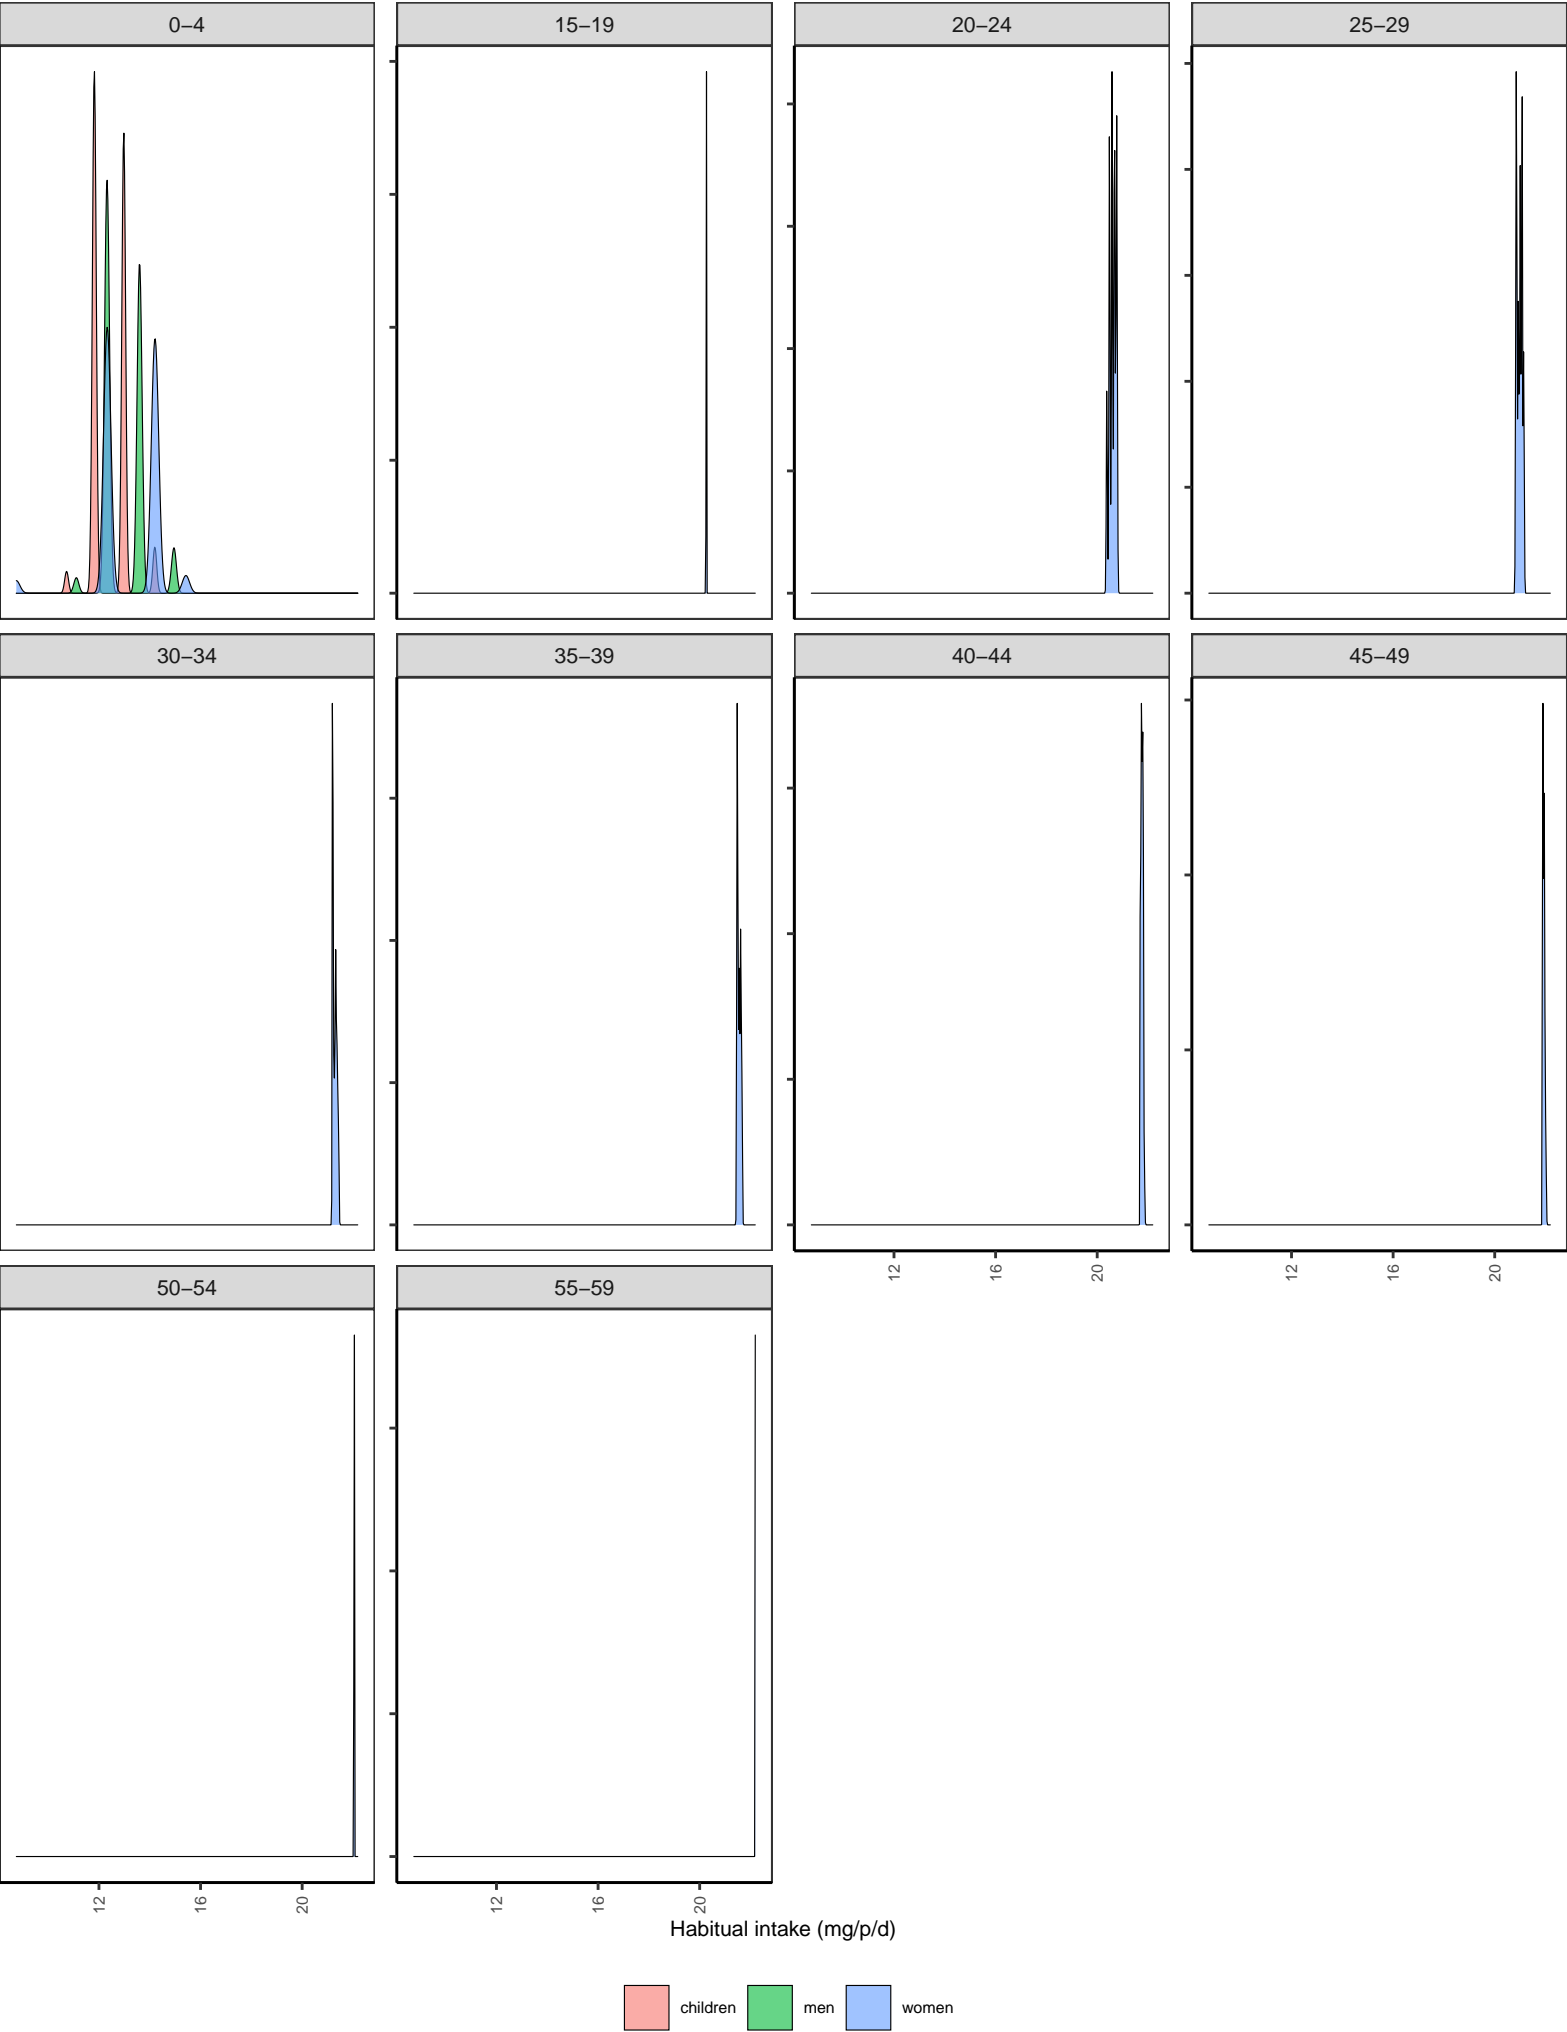 0–4 15–19 20–24 25–29
30–34 35–39 40–44 45–49
12 16 20 12 16 20
50–54 55–59
12 16 20 12 16 20
Habitual intake (mg/p/d)
children men women